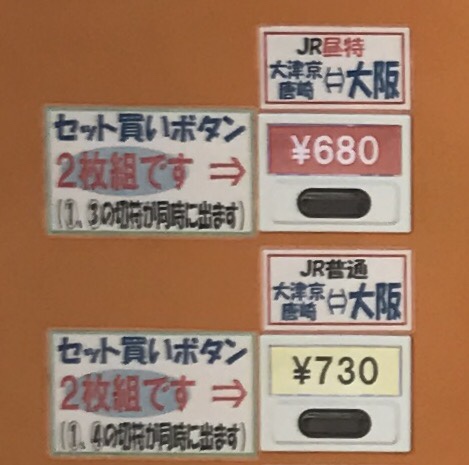 JR昼特
大津京
唐崎 ⇔ 大阪
セット買いボタン
2枚組です ⇒
(①、③の切符が同時に出ます)
¥680
JR普通
大津京
唐崎 ⇔ 大阪
セット買いボタン
2枚組です ⇒
(①、④の切符が同時に出ます)
¥730